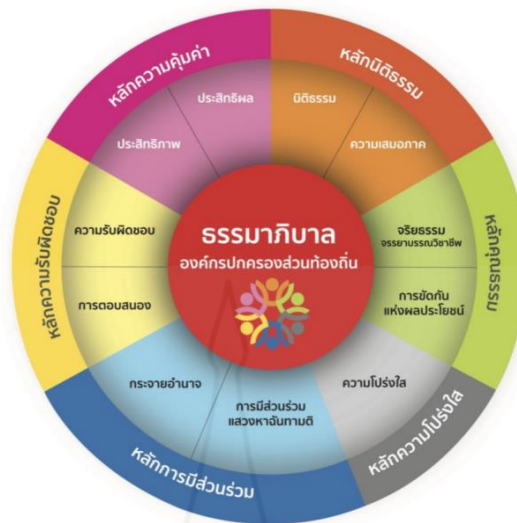 ธรรมาภิบาล
องค์กรปกครองส่วนท้องถิ่น
หลักนิติธรรม
นิติธรรม
ความเสมอภาค
หลักคุณธรรม
จริยธรรม
จรรยาบรรณวิชาชีพ
การขัดกัน
แห่งผลประโยชน์
หลักความโปร่งใส
ความโปร่งใส
หลักการมีส่วนร่วม
การมีส่วนร่วม
แสวงหาฉันทามติ
กระจายอำนาจ
หลักความรับผิดชอบ
การตอบสนอง
ความรับผิดชอบ
หลักความคุ้มค่า
ประสิทธิภาพ
ประสิทธิผล